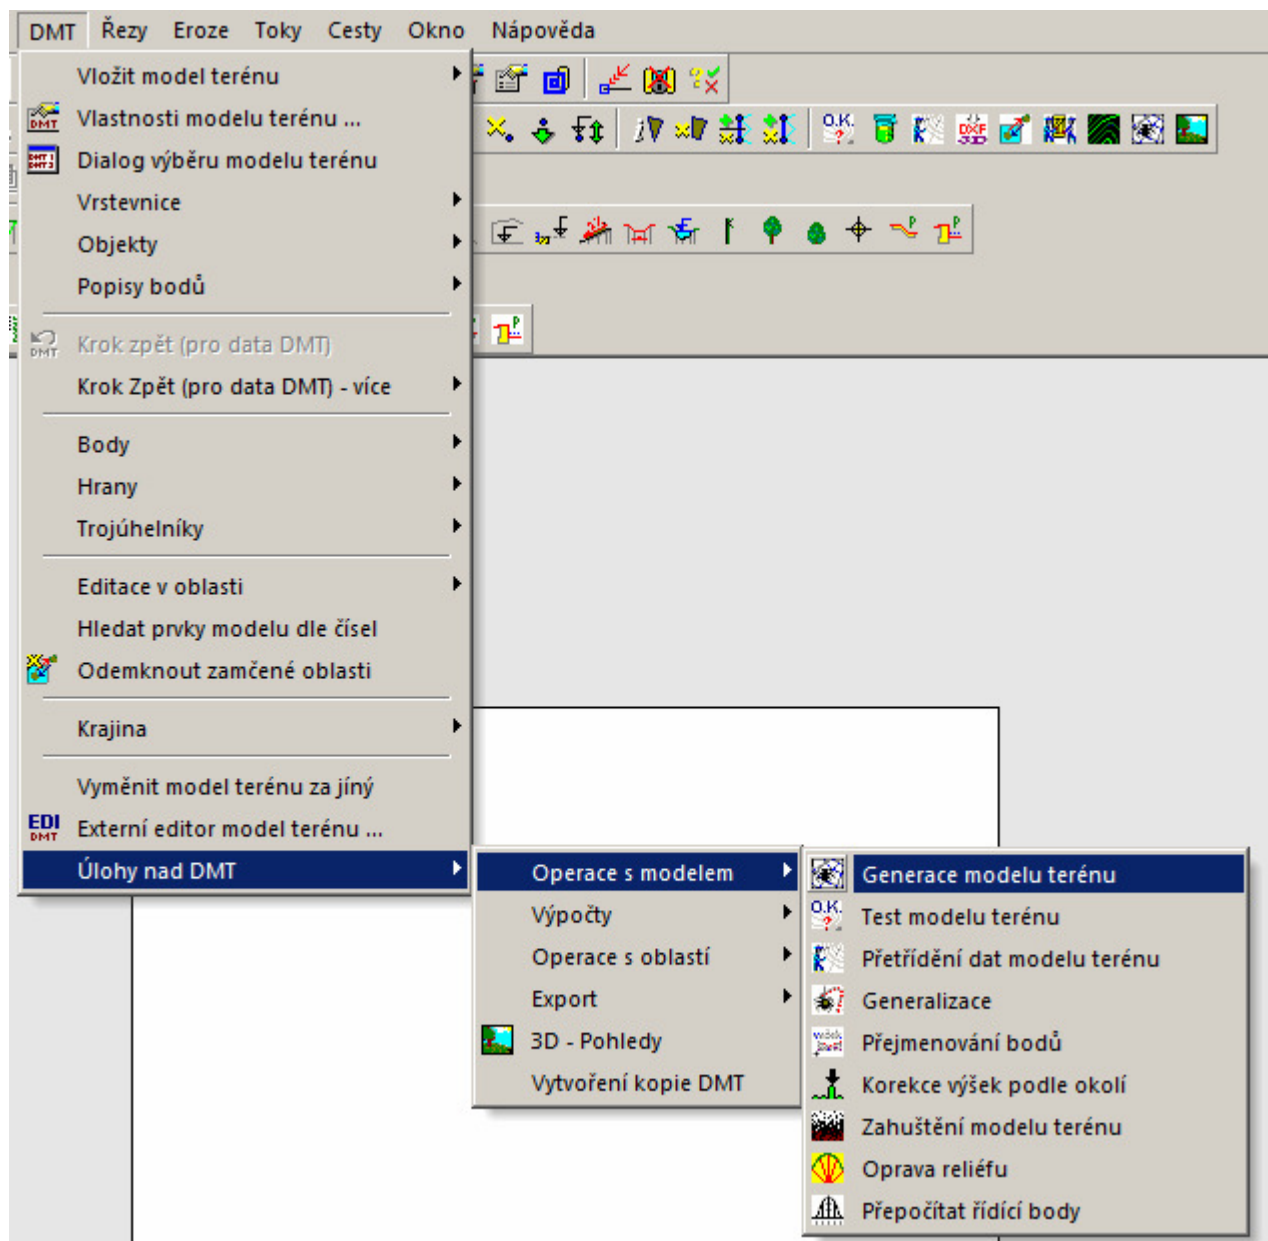 DMT Řezy Eroze Toky Cesty Okno Nápověda
Vložit model terénu
Vlastnosti modelu terénu ...
Dialog výběru modelu terénu
Vrstevnice
Objekty
Popisy bodů
Krok zpět (pro data DMT)
Krok Zpět (pro data DMT) - více
Body
Hrany
Trojúhelníky
Editace v oblasti
Hledat prvky modelu dle čísel
Odemknout zamčené oblasti
Krajina
Vyměnit model terénu za jíný
EDI DMT Externí editor model terénu ...
Úlohy nad DMT
Operace s modelem
Výpočty
Operace s oblastí
Export
3D - Pohledy
Vytvoření kopie DMT
Generace modelu terénu
O.K. ? Test modelu terénu
Přetřídění dat modelu terénu
Generalizace
Přejmenování bodů
Korekce výšek podle okolí
Zahuštění modelu terénu
Oprava reliéfu
Přepočítat řídící body